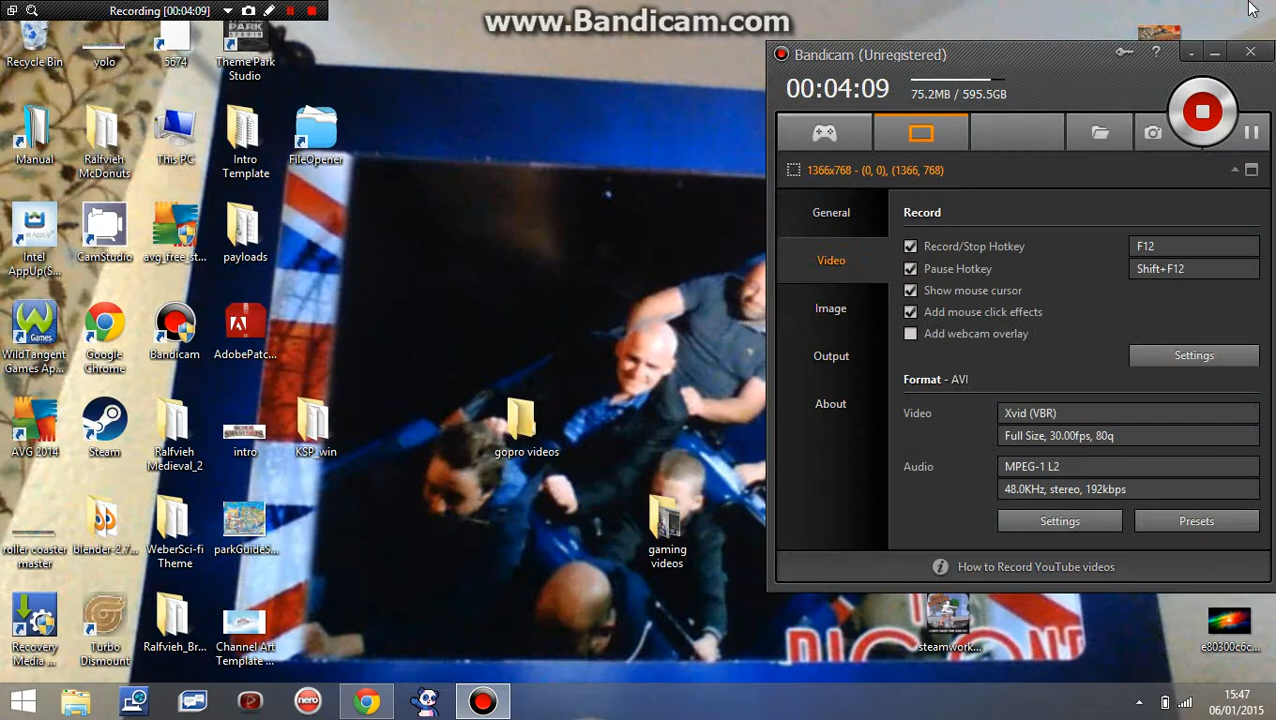 Recording [00:04:09]
www.Bandicam.com
Bandicam (Unregistered)
00:04:09
75.2MB / 595.5GB
1366x768 - (0, 0), (1366, 768)
General
Video
Image
Output
About
Record
Record/Stop Hotkey
F12
Pause Hotkey
Shift+F12
Show mouse cursor
Add mouse click effects
Add webcam overlay
Settings
Format - AVI
Video
Xvid (VBR)
Full Size, 30.00fps, 80q
Audio
MPEG-1 L2
48.0KHz, stereo, 192kbps
Settings
Presets
How to Record YouTube videos
Recycle Bin
yolo
5674
PARK
Theme Park
Studio
Manual
Ralfvieh
McDonuts
This PC
Intro
Template
FileOpener
Intel
AppUp(S...
CamStudio
avg_free_st...
payloads
Games
WildTangent
Games Ap...
Google
Chrome
Bandicam
AdobePatc...
AVG 2014
Steam
Ralfvieh
Medieval_2
intro
KSP_win
gopro videos
roller coaster
master
blender-2.7...
WeberSci-fi
Theme
parkGuideS...
gaming
videos
Recovery
Media ...
Turbo
Dismount
Ralfvieh_Br...
Channel Art
Template ...
steamwork...
e80300c6c...
nero
15:47
06/01/2015